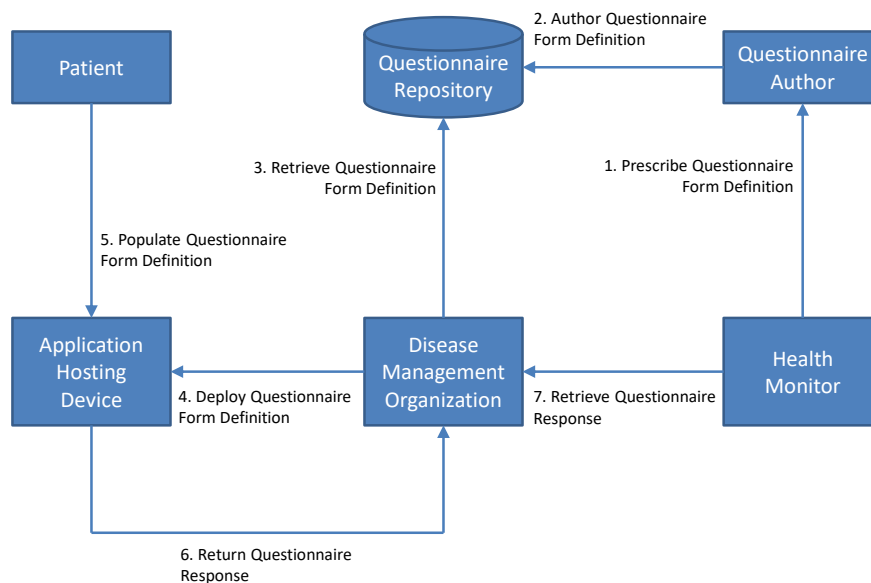 2. Author Questionnaire
Form Definition
Patient
Questionnaire
Repository
Questionnaire
Author
3. Retrieve Questionnaire
Form Definition
1. Prescribe Questionnaire
Form Definition
5. Populate Questionnaire
Form Definition
Application
Hosting
Device
Disease
Management
Organization
Health
Monitor
4. Deploy Questionnaire
Form Definition
7. Retrieve Questionnaire
Response
6. Return Questionnaire
Response